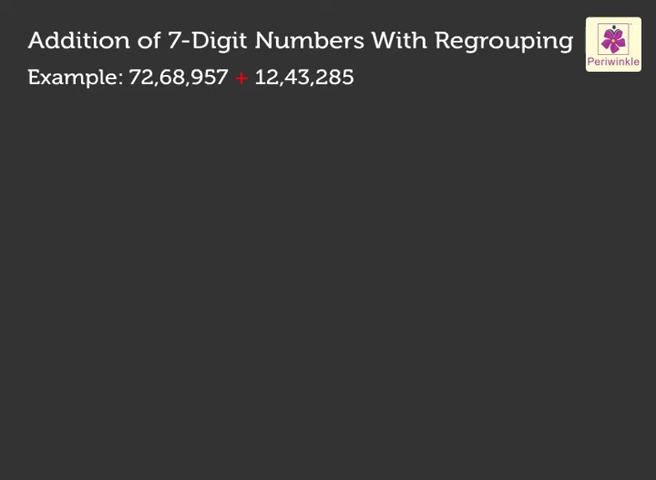 Addition of 7-Digit Numbers With Regrouping
Example: 72,68,957 + 12,43,285
Periwinkle